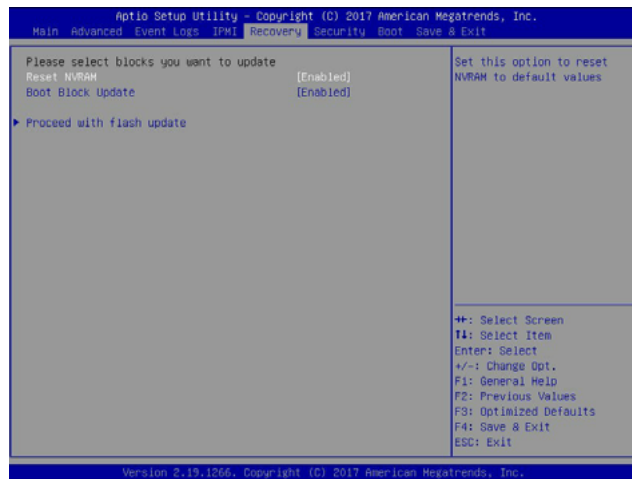 Aptio Setup Utility – Copyright (C) 2017 American Megatrends, Inc.
Main Advanced Event Logs IPMI Recovery Security Boot Save & Exit
Please select blocks you want to update
Reset NVRAM [Enabled]
Boot Block Update [Enabled]
▶ Proceed with flash update
Set this option to reset
NVRAM to default values
→←: Select Screen
↑↓: Select Item
Enter: Select
+/-: Change Opt.
F1: General Help
F2: Previous Values
F3: Optimized Defaults
F4: Save & Exit
ESC: Exit
Version 2.19.1266. Copyright (C) 2017 American Megatrends, Inc.